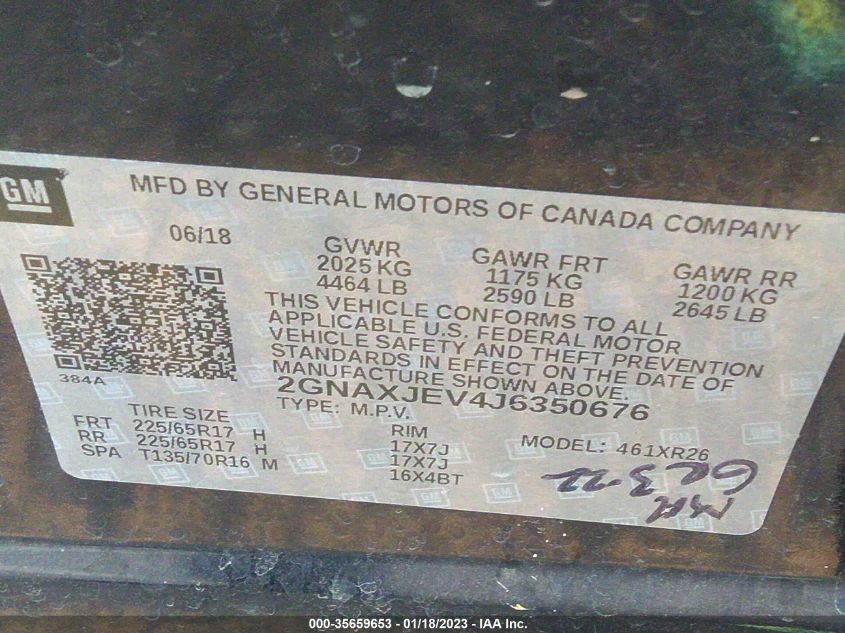 GM
MFD BY GENERAL MOTORS OF CANADA COMPANY
06/18
GVWR
2025 KG
4464 LB
GAWR FRT
1175 KG
2590 LB
GAWR RR
1200 KG
2645 LB
THIS VEHICLE CONFORMS TO ALL
APPLICABLE U.S. FEDERAL MOTOR
VEHICLE SAFETY AND THEFT PREVENTION
STANDARDS IN EFFECT ON THE DATE OF
MANUFACTURE SHOWN ABOVE.
384A
2GNAXJEV4J6350676
TYPE: M.P.V.
MODEL: 461XR26
TIRE SIZE
RIM
FRT 225/65R17 H 17X7J
RR 225/65R17 H 17X7J
SPA T135/70R16 M 16X4BT
000-35659653 - 01/18/2023 - IAA Inc.